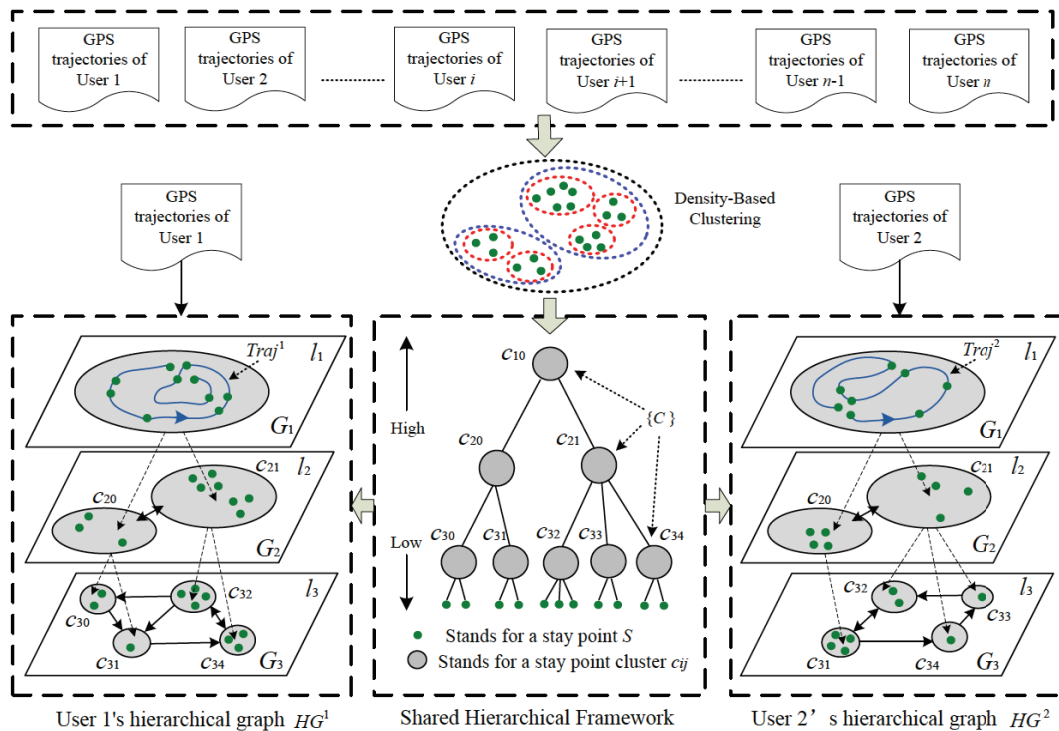 GPS
trajectories of
User 1
GPS
trajectories of
User 2
GPS
trajectories of
User i
GPS
trajectories of
User i+1
GPS
trajectories of
User n-1
GPS
trajectories of
User n
GPS
trajectories of
User 1
Density-Based
Clustering
GPS
trajectories of
User 2
Traj¹
l₁
G₁
c₂₁
l₂
c₂₀
G₂
l₃
c₃₂
c₃₀
c₃₁
c₃₄
G₃
User 1's hierarchical graph HG¹
c₁₀
High
{C}
c₂₀
c₂₁
Low
c₃₀
c₃₁
c₃₂
c₃₃
c₃₄
Stands for a stay point S
Stands for a stay point cluster cij
Shared Hierarchical Framework
l₁
Traj²
G₁
c₂₁
l₂
c₂₀
G₂
l₃
c₃₂
c₃₃
c₃₁
c₃₄
G₃
User 2’s hierarchical graph HG²